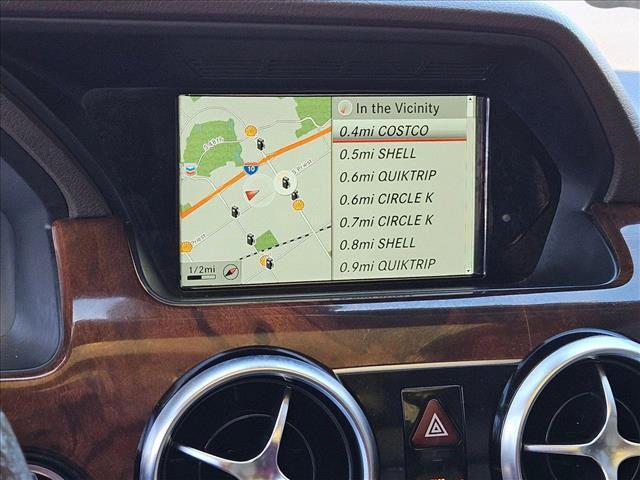 In the Vicinity
0.4mi COSTCO
0.5mi SHELL
0.6mi QUIKTRIP
0.6mi CIRCLE K
0.7mi CIRCLE K
0.8mi SHELL
0.9mi QUIKTRIP
S 48th
10
1/2mi